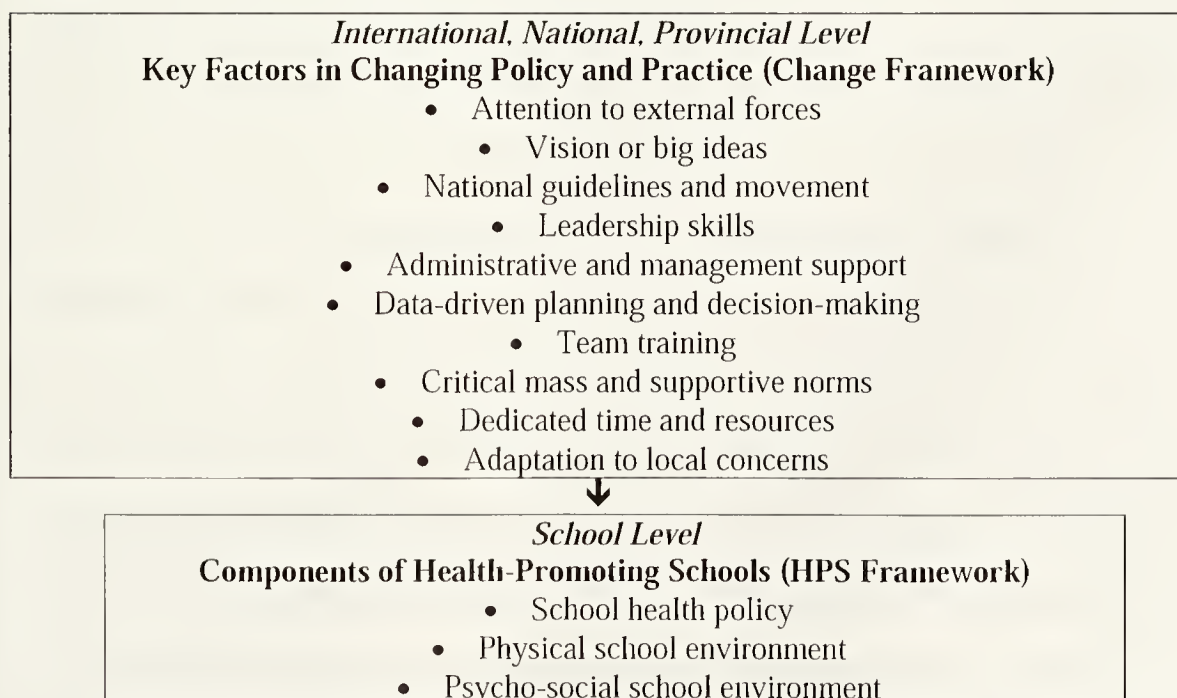 International, National, Provincial Level
Key Factors in Changing Policy and Practice (Change Framework)
• Attention to external forces
• Vision or big ideas
• National guidelines and movement
• Leadership skills
• Administrative and management support
• Data-driven planning and decision-making
• Team training
• Critical mass and supportive norms
• Dedicated time and resources
• Adaptation to local concerns
School Level
Components of Health-Promoting Schools (HPS Framework)
• School health policy
• Physical school environment
• Psycho-social school environment